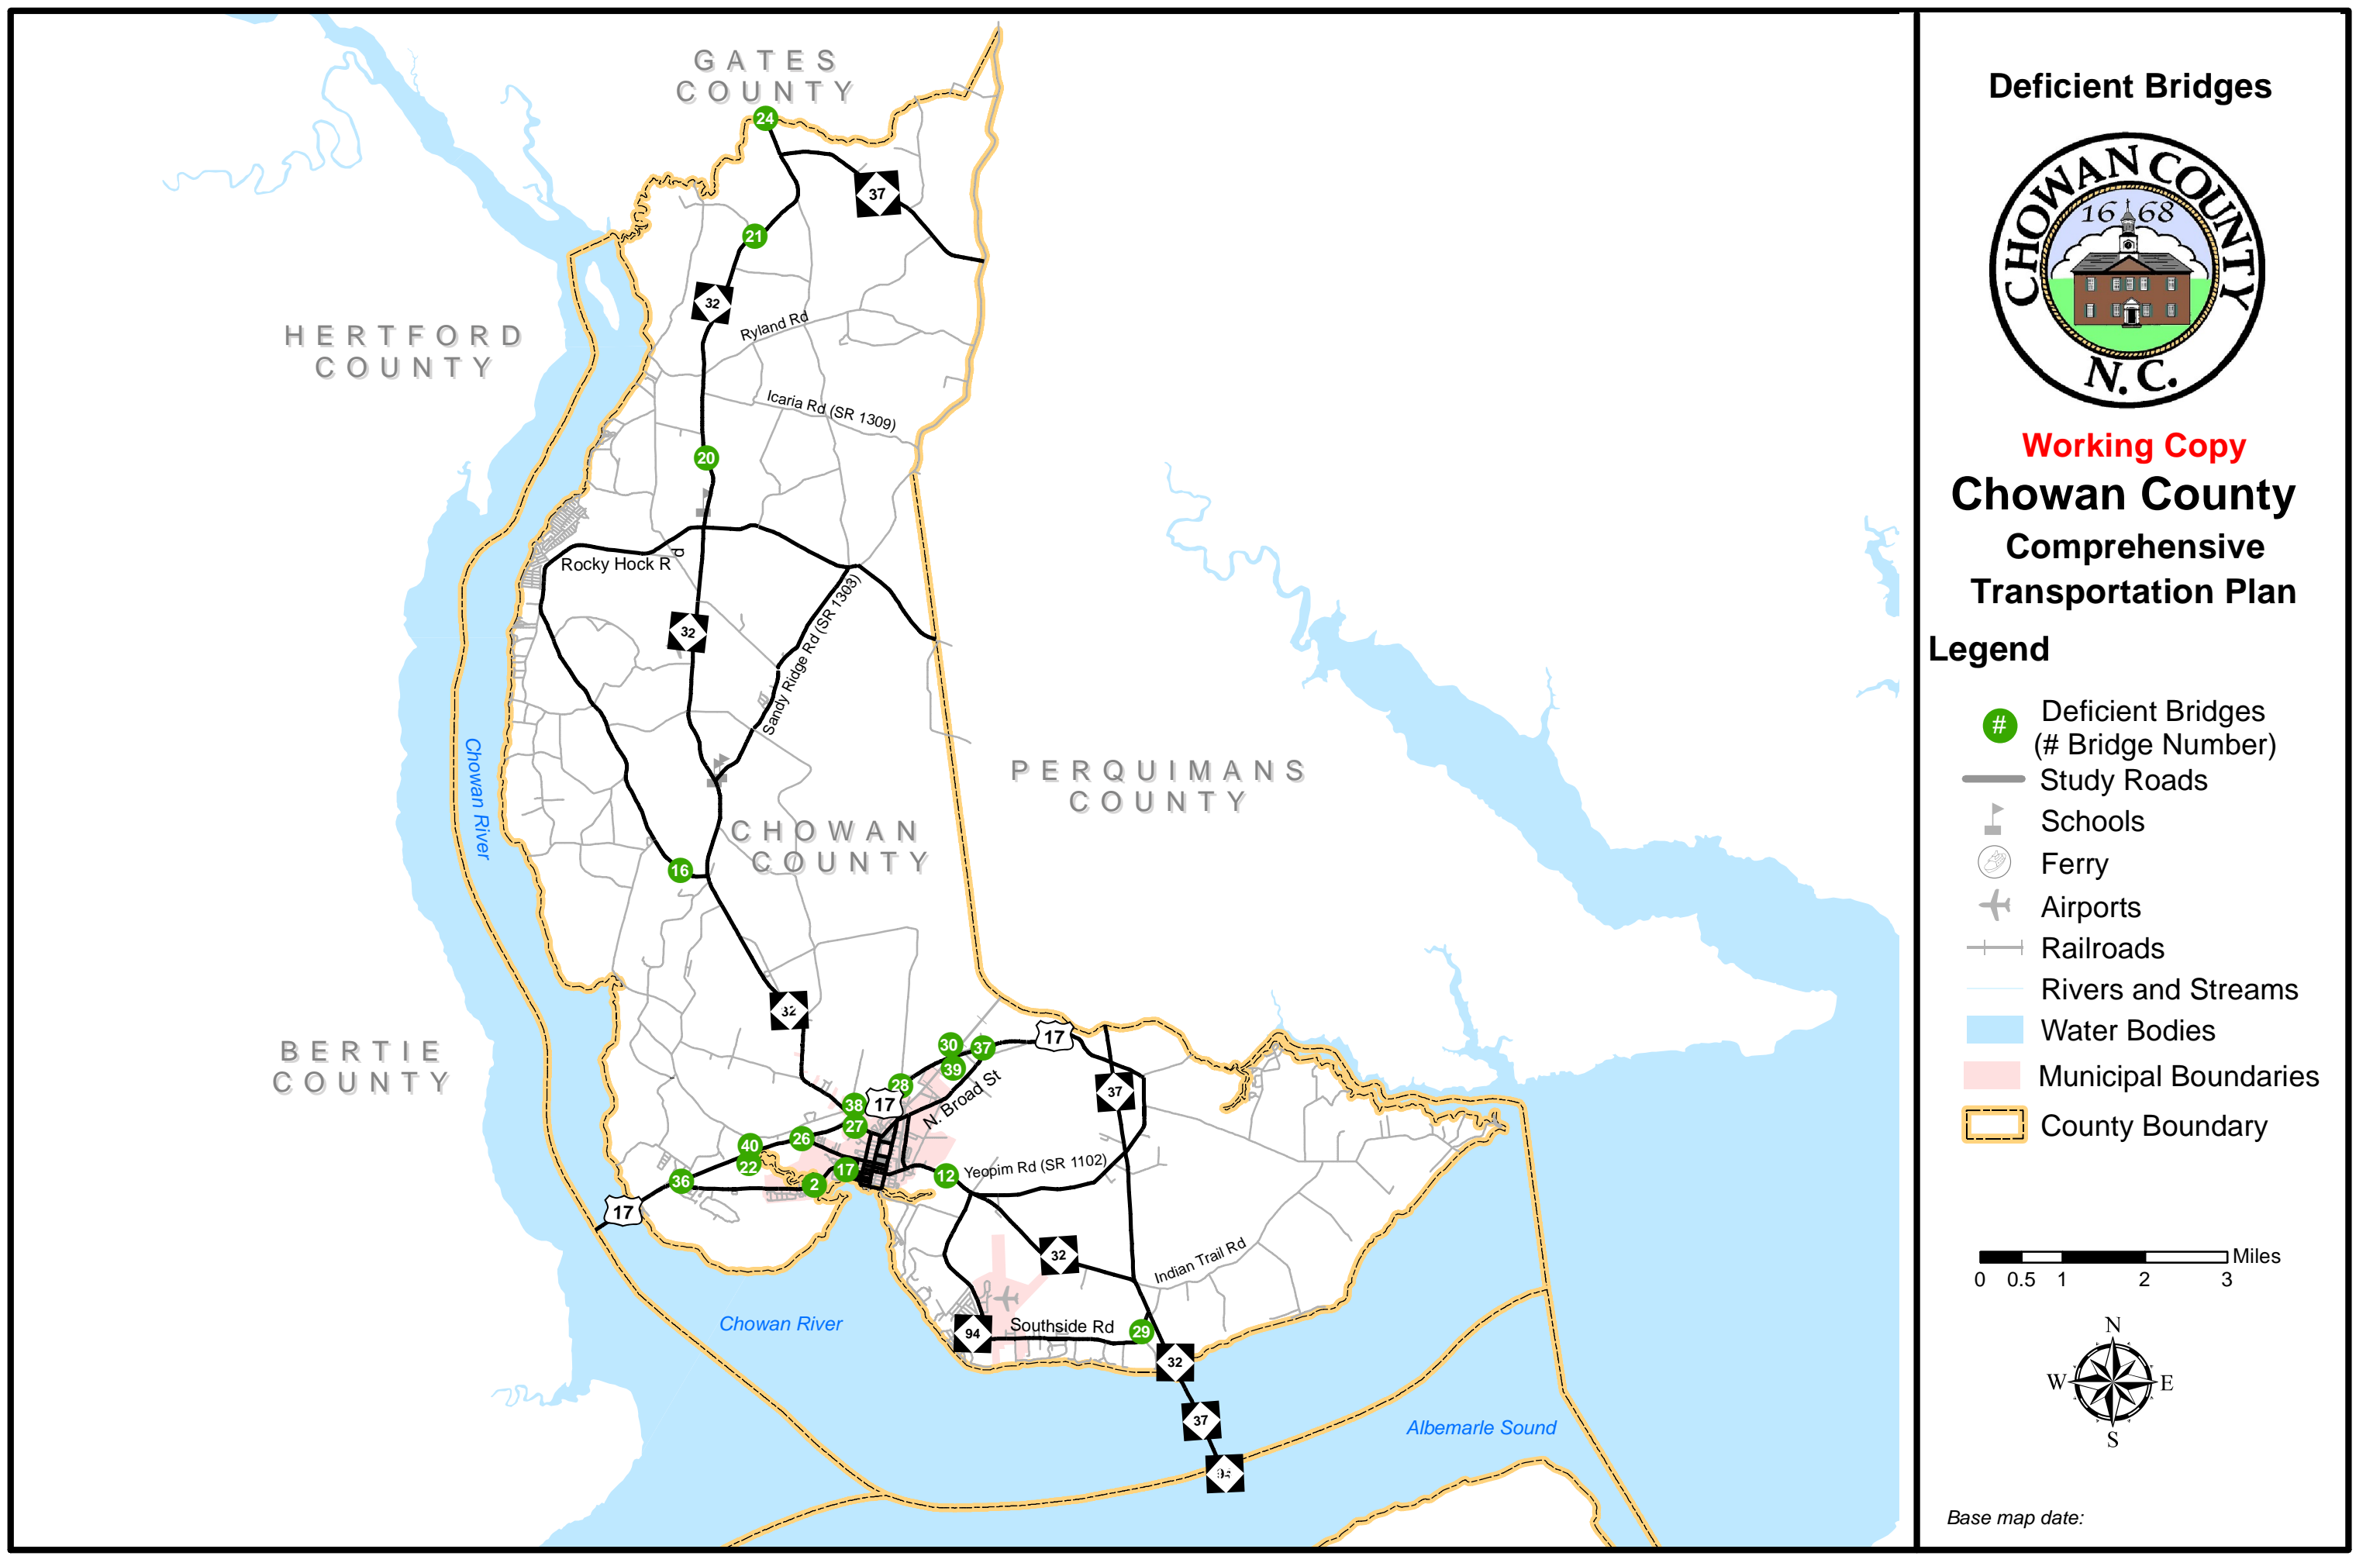 GATES
COUNTY
24
37
21
32
Ryland Rd
HERTFORD
COUNTY
Icaria Rd (SR 1309)
20
Rocky Hock R
d
32
Sandy Ridge Rd (SR 1303)
Chowan River
PERQUIMANS
COUNTY
CHOWAN
COUNTY
16
32
BERTIE
COUNTY
30
37
17
39
28
37
38
17
N. Broad St
27
26
40
22
17
12
Yeopim Rd (SR 1102)
36
2
17
32
Indian Trail Rd
94
Southside Rd
29
Chowan River
32
37
Albemarle Sound
Deficient Bridges
CHOWAN COUNTY
16 68
N.C.
Working Copy
Chowan County
Comprehensive
Transportation Plan
Legend
# Deficient Bridges
(# Bridge Number)
Study Roads
Schools
Ferry
Airports
Railroads
Rivers and Streams
Water Bodies
Municipal Boundaries
County Boundary
Miles
0 0.5 1 2 3
N
W E
S
Base map date: